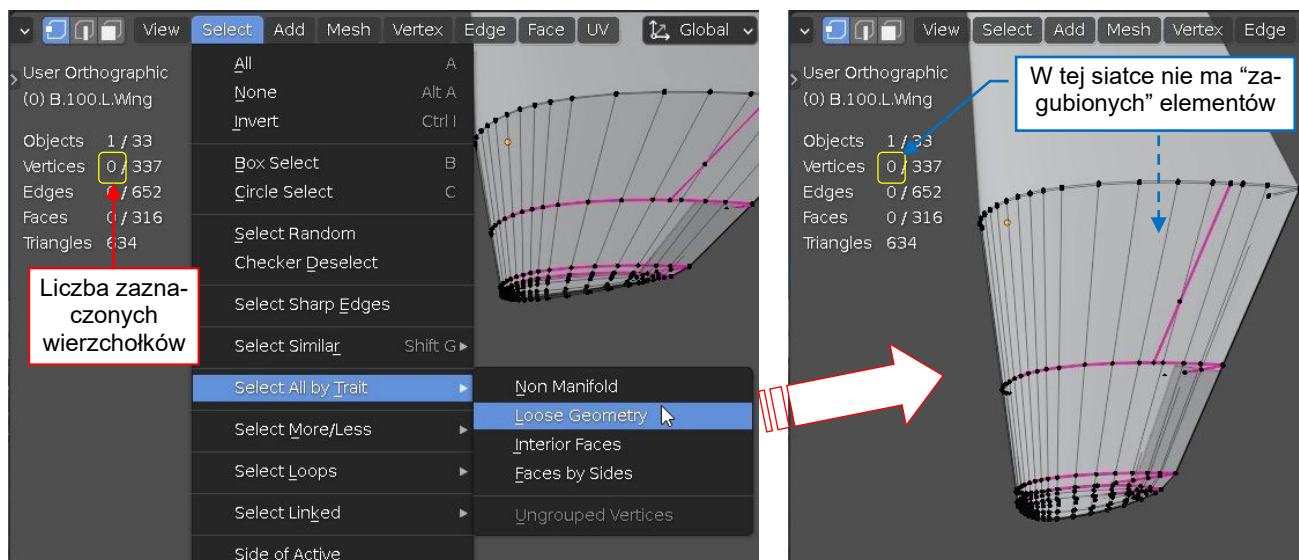 View Select Add Mesh Vertex Edge Face UV Global
User Orthographic
(0) B.100.L.Wing
Objects 1 / 33
Vertices 0 / 337
Edges 0 / 652
Faces 0 / 316
Triangles 634
Liczba zazna-
czonych
wierzchołków
All A
None Alt A
Invert Ctrl I
Box Select B
Circle Select C
Select Random
Checker Deselect
Select Sharp Edges
Select Similar Shift G
Select All by Trait
Select More/Less
Select Loops
Select Linked
Side of Active
Non Manifold
Loose Geometry
Interior Faces
Faces by Sides
Ungrouped Vertices
View Select Add Mesh Vertex Edge
User Orthographic
(0) B.100.L.Wing
Objects 1 / 33
Vertices 0 / 337
Edges 0 / 652
Faces 0 / 316
Triangles 634
W tej siatce nie ma “za-
gubionych” elementów